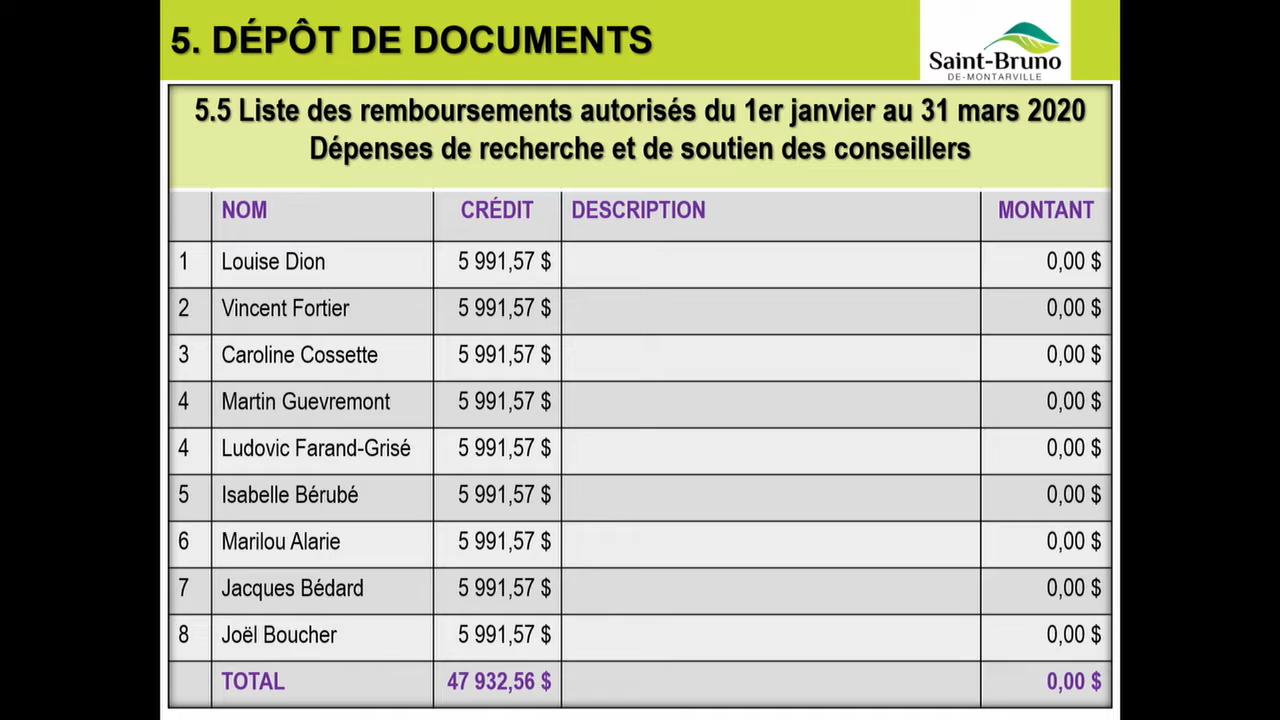 5. DÉPÔT DE DOCUMENTS
Saint-Bruno
DE-MONTARVILLE
5.5 Liste des remboursements autorisés du 1er janvier au 31 mars 2020
Dépenses de recherche et de soutien des conseillers
NOM CRÉDIT DESCRIPTION MONTANT
1 Louise Dion 5 991,57 $ 0,00 $
2 Vincent Fortier 5 991,57 $ 0,00 $
3 Caroline Cossette 5 991,57 $ 0,00 $
4 Martin Guevremont 5 991,57 $ 0,00 $
4 Ludovic Farand-Grisé 5 991,57 $ 0,00 $
5 Isabelle Bérubé 5 991,57 $ 0,00 $
6 Marilou Alarie 5 991,57 $ 0,00 $
7 Jacques Bédard 5 991,57 $ 0,00 $
8 Joël Boucher 5 991,57 $ 0,00 $
TOTAL 47 932,56 $ 0,00 $